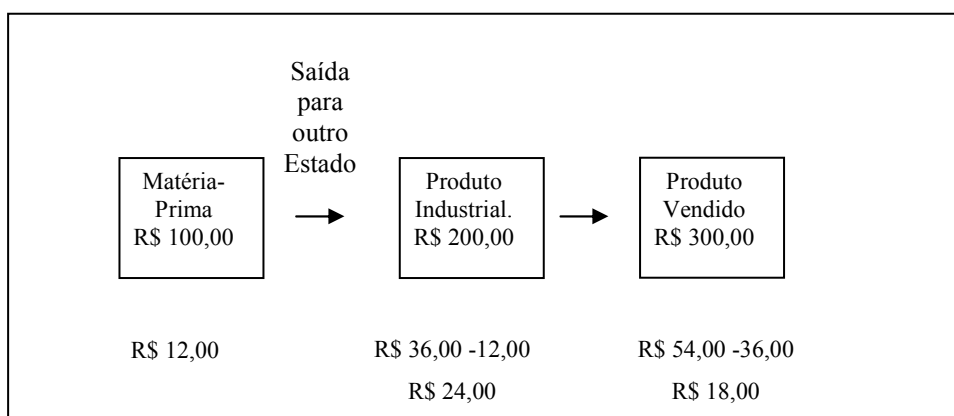 Saída
para
outro
Estado
Matéria-
Prima
R$ 100,00
Produto
Industrial.
R$ 200,00
Produto
Vendido
R$ 300,00
R$ 12,00
R$ 36,00 -12,00
R$ 24,00
R$ 54,00 -36,00
R$ 18,00